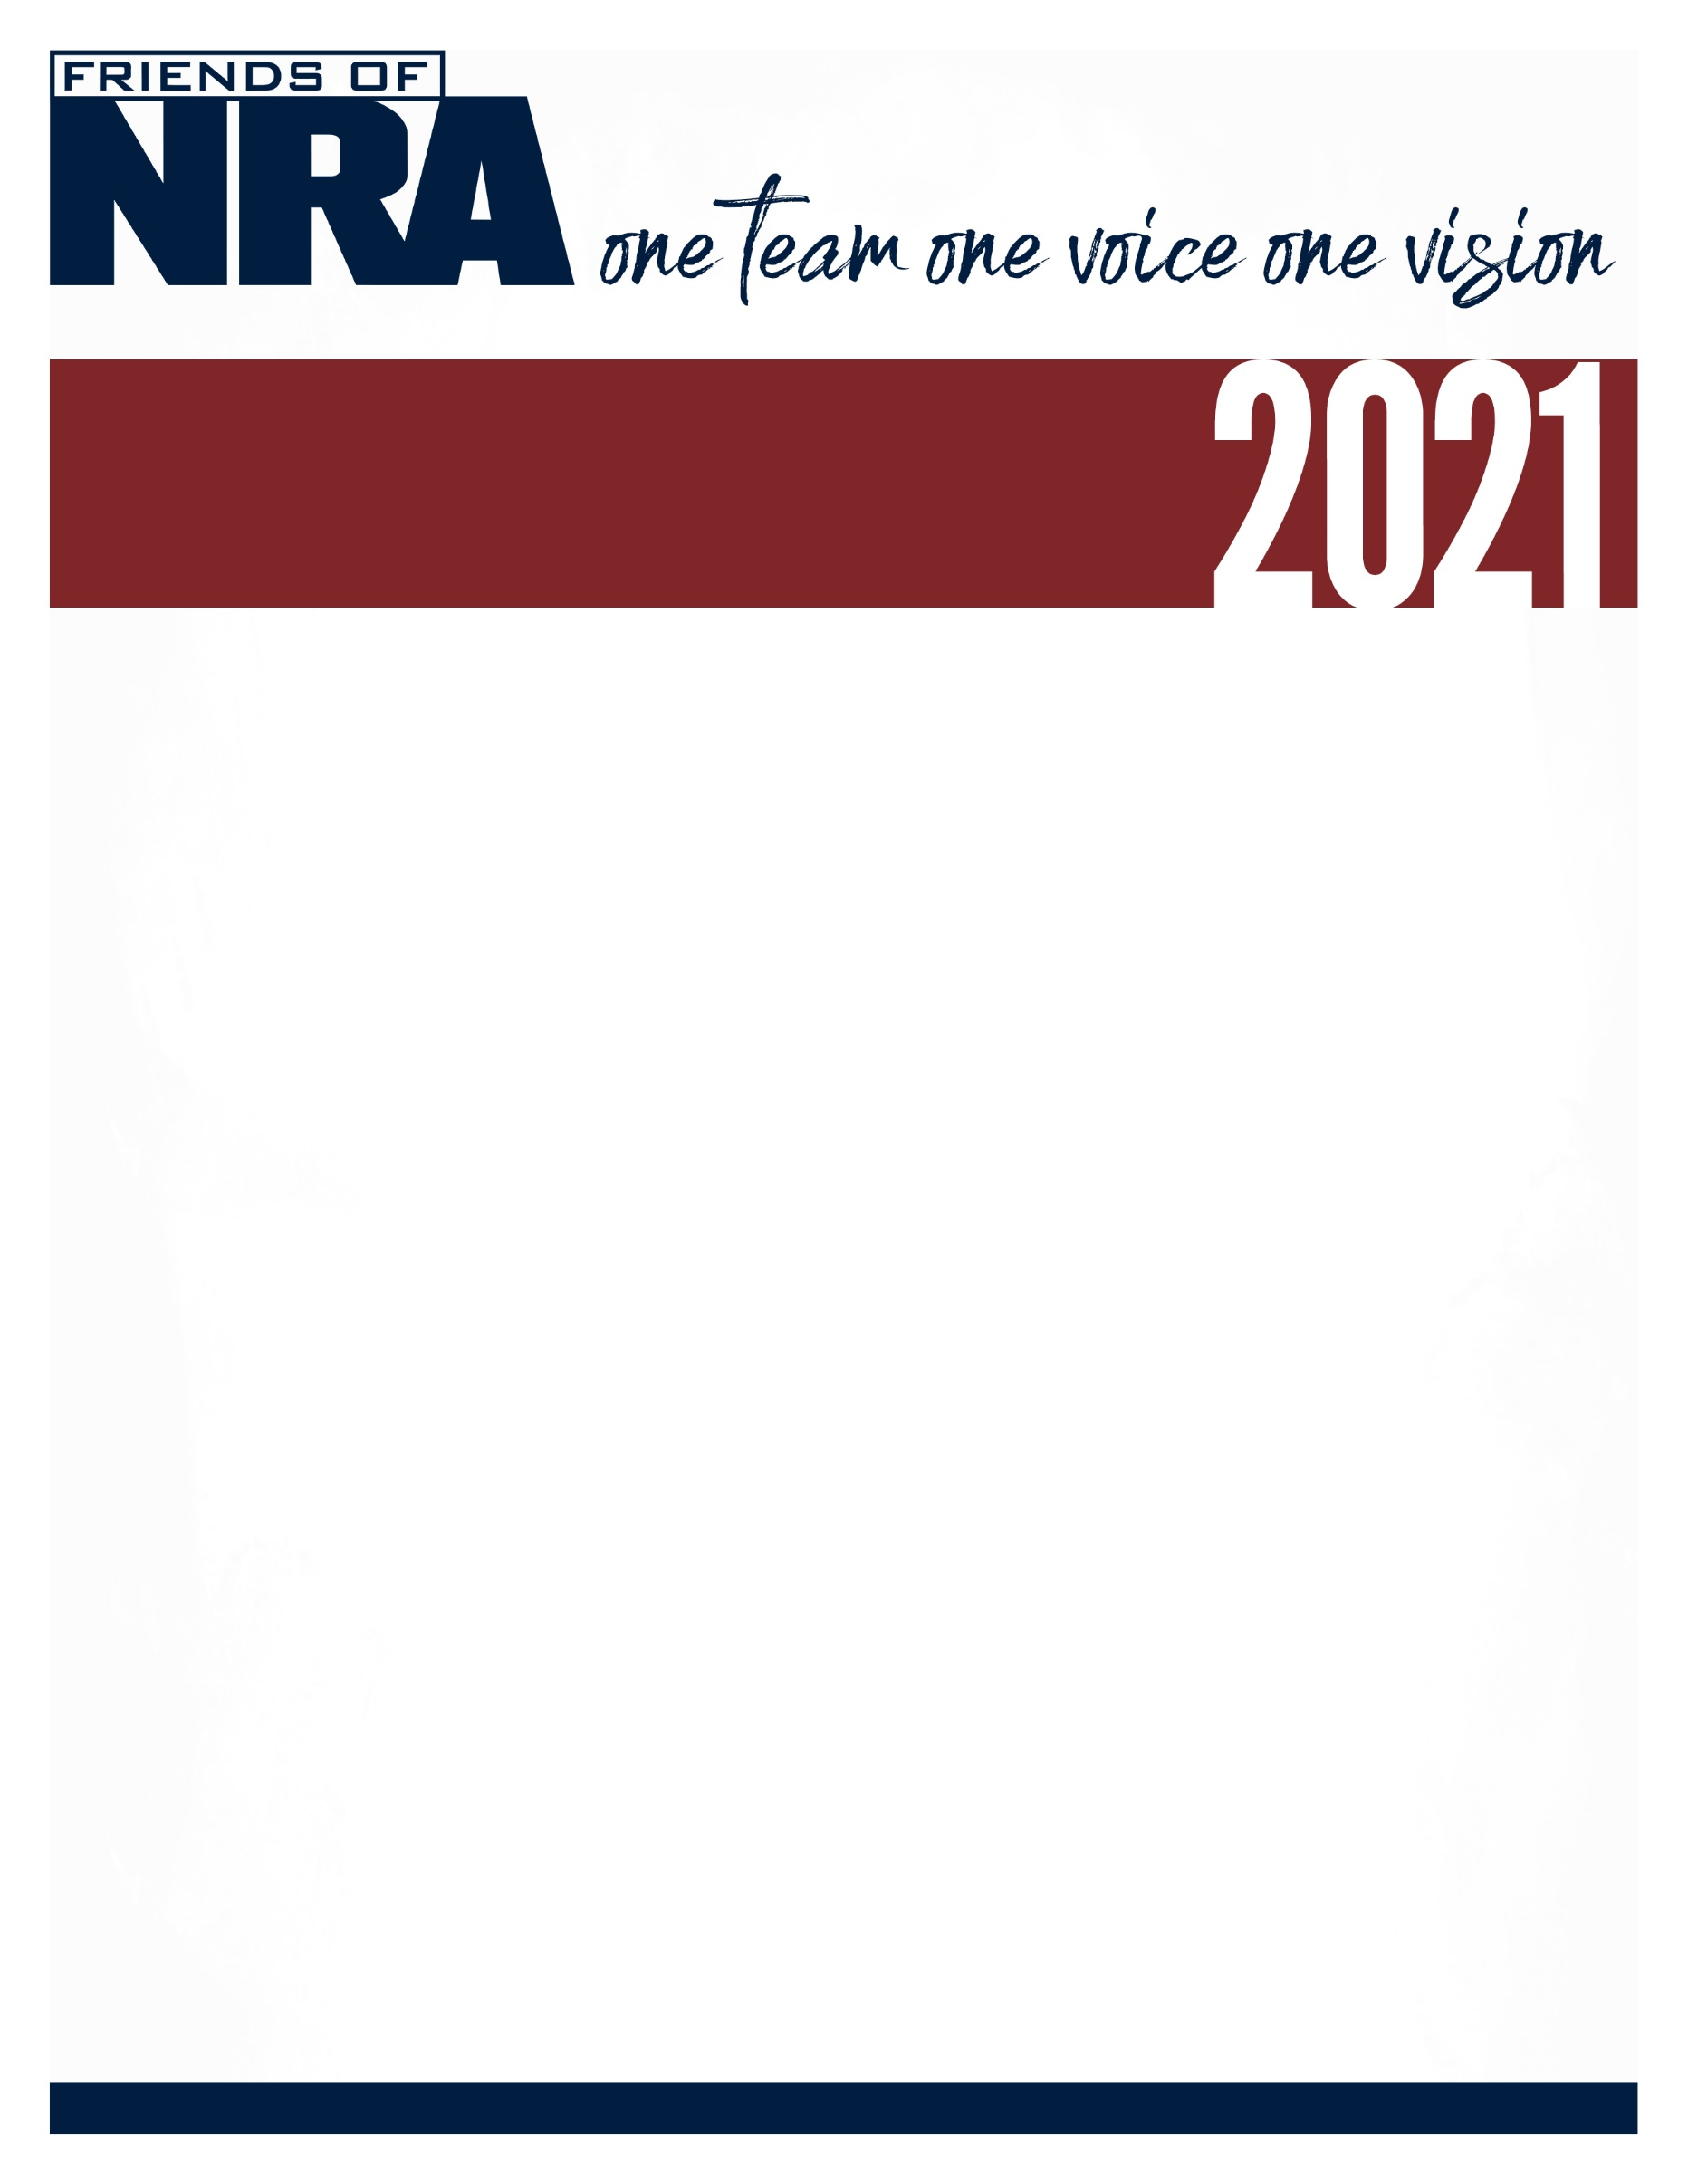 FRIENDS OF
NRA one team one voice one vision
2021